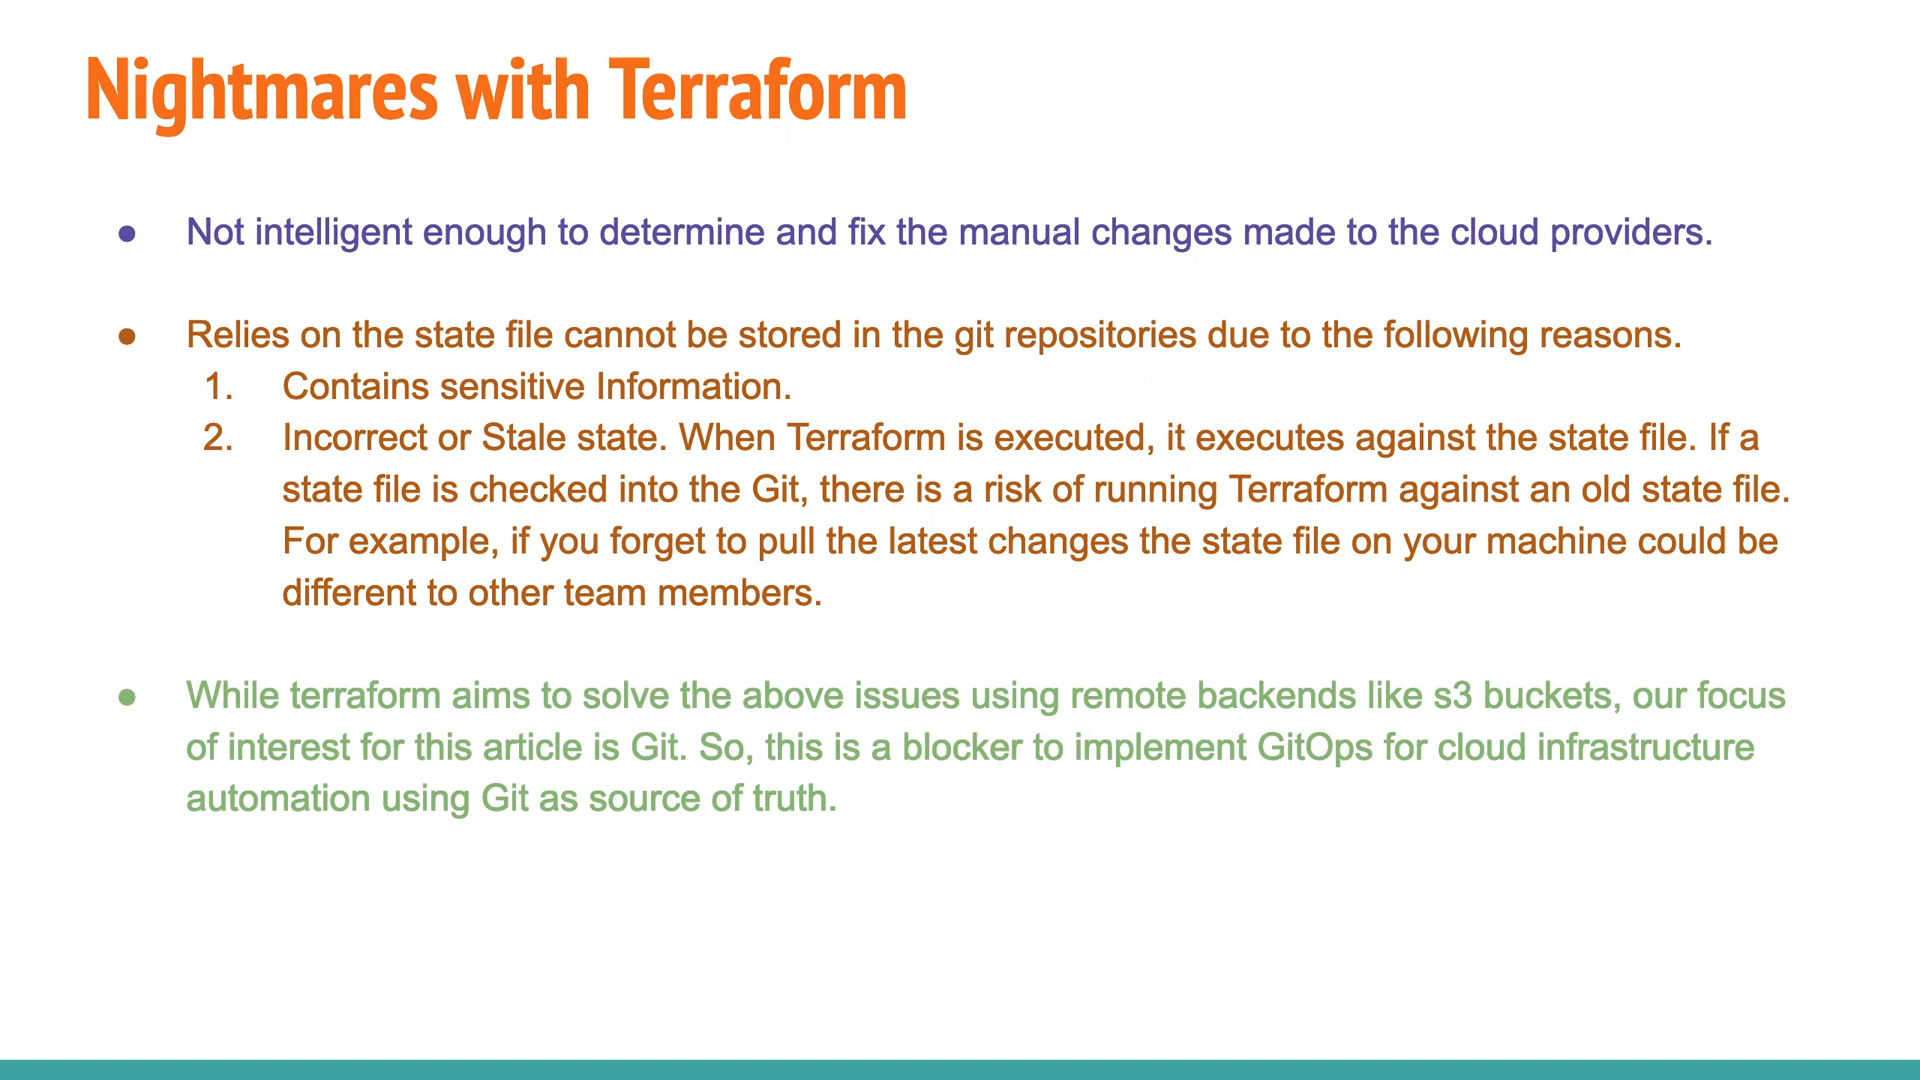 Nightmares with Terraform
● Not intelligent enough to determine and fix the manual changes made to the cloud providers.
● Relies on the state file cannot be stored in the git repositories due to the following reasons.
1. Contains sensitive Information.
2. Incorrect or Stale state. When Terraform is executed, it executes against the state file. If a
state file is checked into the Git, there is a risk of running Terraform against an old state file.
For example, if you forget to pull the latest changes the state file on your machine could be
different to other team members.
● While terraform aims to solve the above issues using remote backends like s3 buckets, our focus
of interest for this article is Git. So, this is a blocker to implement GitOps for cloud infrastructure
automation using Git as source of truth.